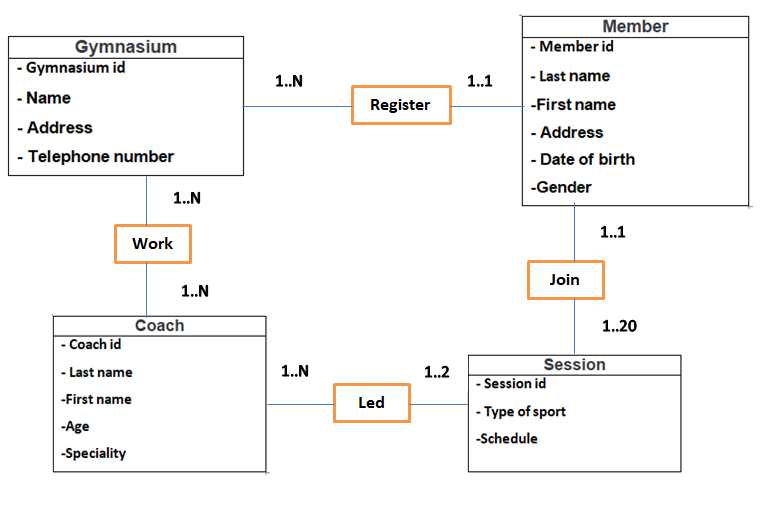 Gymnasium
- Gymnasium id
- Name
- Address
- Telephone number
1..N
Register
1..1
Member
- Member id
- Last name
-First name
- Address
- Date of birth
-Gender
1..N
Work
1..N
1..1
Join
1..20
Coach
- Coach id
- Last name
-First name
-Age
-Speciality
1..N
Led
1..2
Session
- Session id
- Type of sport
-Schedule